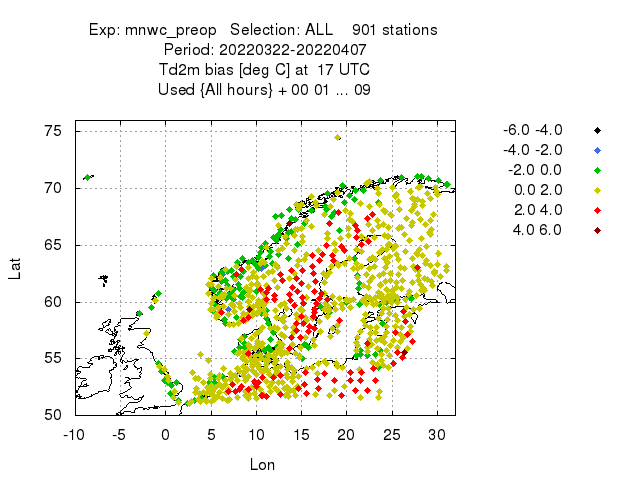 Exp: mnwc_preop   Selection: ALL    901 stations
Period: 20220322-20220407
Td2m bias [deg C] at  17 UTC
Used {All hours} + 00 01 ... 09
-6.0 -4.0
-4.0 -2.0
-2.0 0.0
0.0 2.0
2.0 4.0
4.0 6.0
75
70
65
60
55
50
Lat
-10 -5 0 5 10 15 20 25 30
Lon